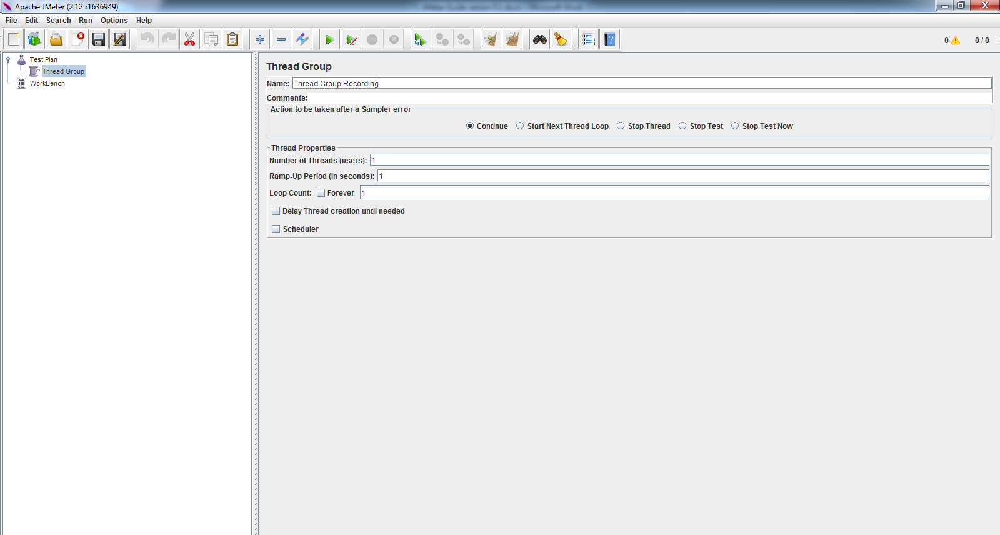 Apache JMeter (2.12 r1636949)
File Edit Search Run Options Help
0 0 / 0
Test Plan
Thread Group
WorkBench
Thread Group
Name: Thread Group Recording
Comments:
Action to be taken after a Sampler error
Continue Start Next Thread Loop Stop Thread Stop Test Stop Test Now
Thread Properties
Number of Threads (users): 1
Ramp-Up Period (in seconds): 1
Loop Count: Forever 1
Delay Thread creation until needed
Scheduler